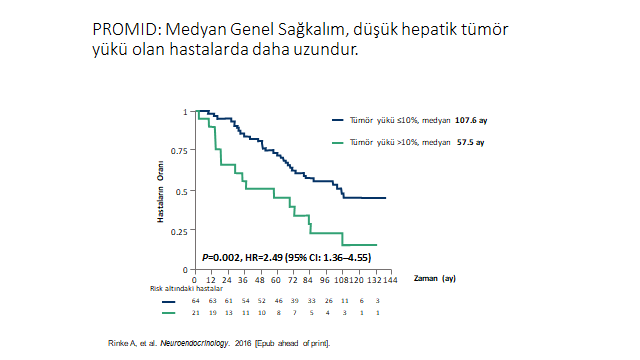 PROMID: Medyan Genel Sağkalım, düşük hepatik tümör
yükü olan hastalarda daha uzundur.
Tümör yükü ≤10%, medyan 107.6 ay
Tümör yükü >10%, medyan 57.5 ay
Hastaların Oranı
1
0.75
0.5
0.25
0
P=0.002, HR=2.49 (95% CI: 1.36–4.55)
0 12 24 36 48 60 72 84 96 108 120 132 144
Zaman (ay)
Risk altındaki hastalar
64 63 61 54 52 46 39 33 26 11 6 3
21 19 13 11 10 8 7 5 4 3 1 1
Rinke A, et al. Neuroendocrinology. 2016 [Epub ahead of print].